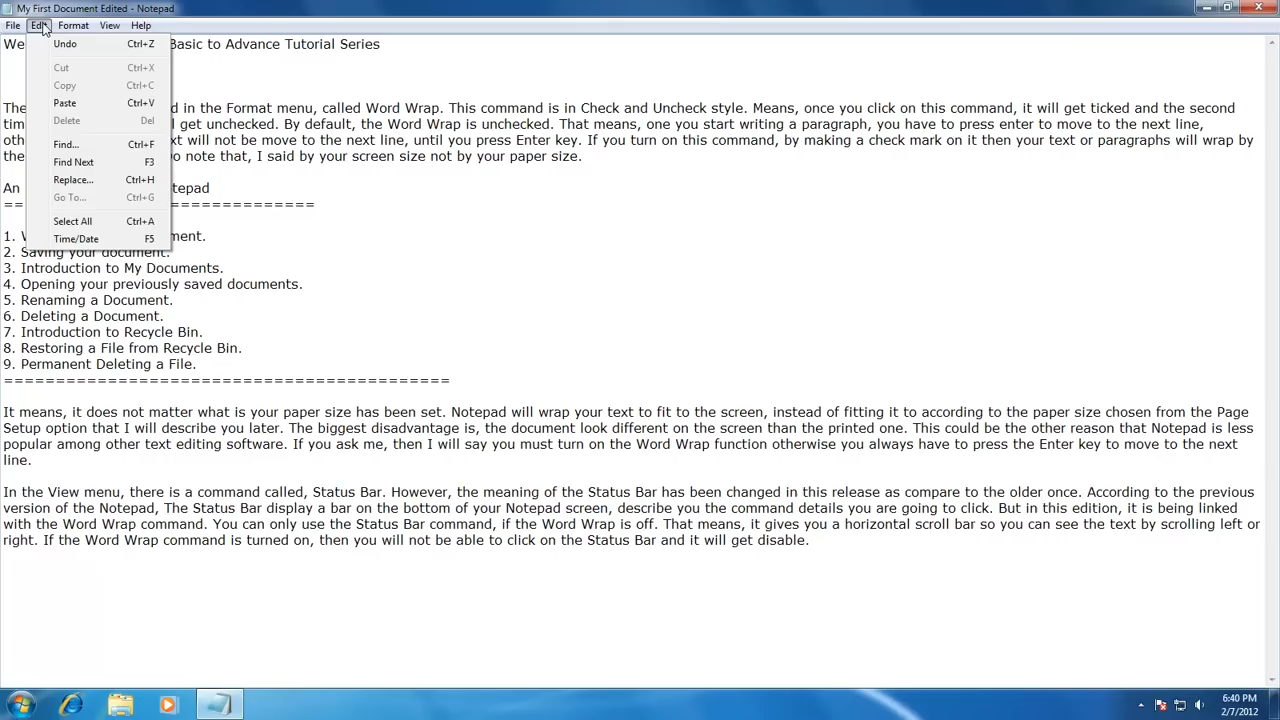 My First Document Edited - Notepad
File Edit Format View Help
We Basic to Advance Tutorial Series
Undo Ctrl+Z
Cut Ctrl+X
Copy Ctrl+C
Paste Ctrl+V
Delete Del
Find... Ctrl+F
Find Next F3
Replace... Ctrl+H
Go To... Ctrl+G
Select All Ctrl+A
Time/Date F5
The d in the Format menu, called Word Wrap. This command is in Check and Uncheck style. Means, once you click on this command, it will get ticked and the second
tim l get unchecked. By default, the Word Wrap is unchecked. That means, one you start writing a paragraph, you have to press enter to move to the next line,
oth xt will not be move to the next line, until you press Enter key. If you turn on this command, by making a check mark on it then your text or paragraphs will wrap by
the Do note that, I said by your screen size not by your paper size.
An tepad
== ==============
1. W ment.
2. Saving your document.
3. Introduction to My Documents.
4. Opening your previously saved documents.
5. Renaming a Document.
6. Deleting a Document.
7. Introduction to Recycle Bin.
8. Restoring a File from Recycle Bin.
9. Permanent Deleting a File.
===========================================
It means, it does not matter what is your paper size has been set. Notepad will wrap your text to fit to the screen, instead of fitting it to according to the paper size chosen from the Page
Setup option that I will describe you later. The biggest disadvantage is, the document look different on the screen than the printed one. This could be the other reason that Notepad is less
popular among other text editing software. If you ask me, then I will say you must turn on the Word Wrap function otherwise you always have to press the Enter key to move to the next
line.
In the View menu, there is a command called, Status Bar. However, the meaning of the Status Bar has been changed in this release as compare to the older once. According to the previous
version of the Notepad, The Status Bar display a bar on the bottom of your Notepad screen, describe you the command details you are going to click. But in this edition, it is being linked
with the Word Wrap command. You can only use the Status Bar command, if the Word Wrap is off. That means, it gives you a horizontal scroll bar so you can see the text by scrolling left or
right. If the Word Wrap command is turned on, then you will not be able to click on the Status Bar and it will get disable.
6:40 PM
2/7/2012